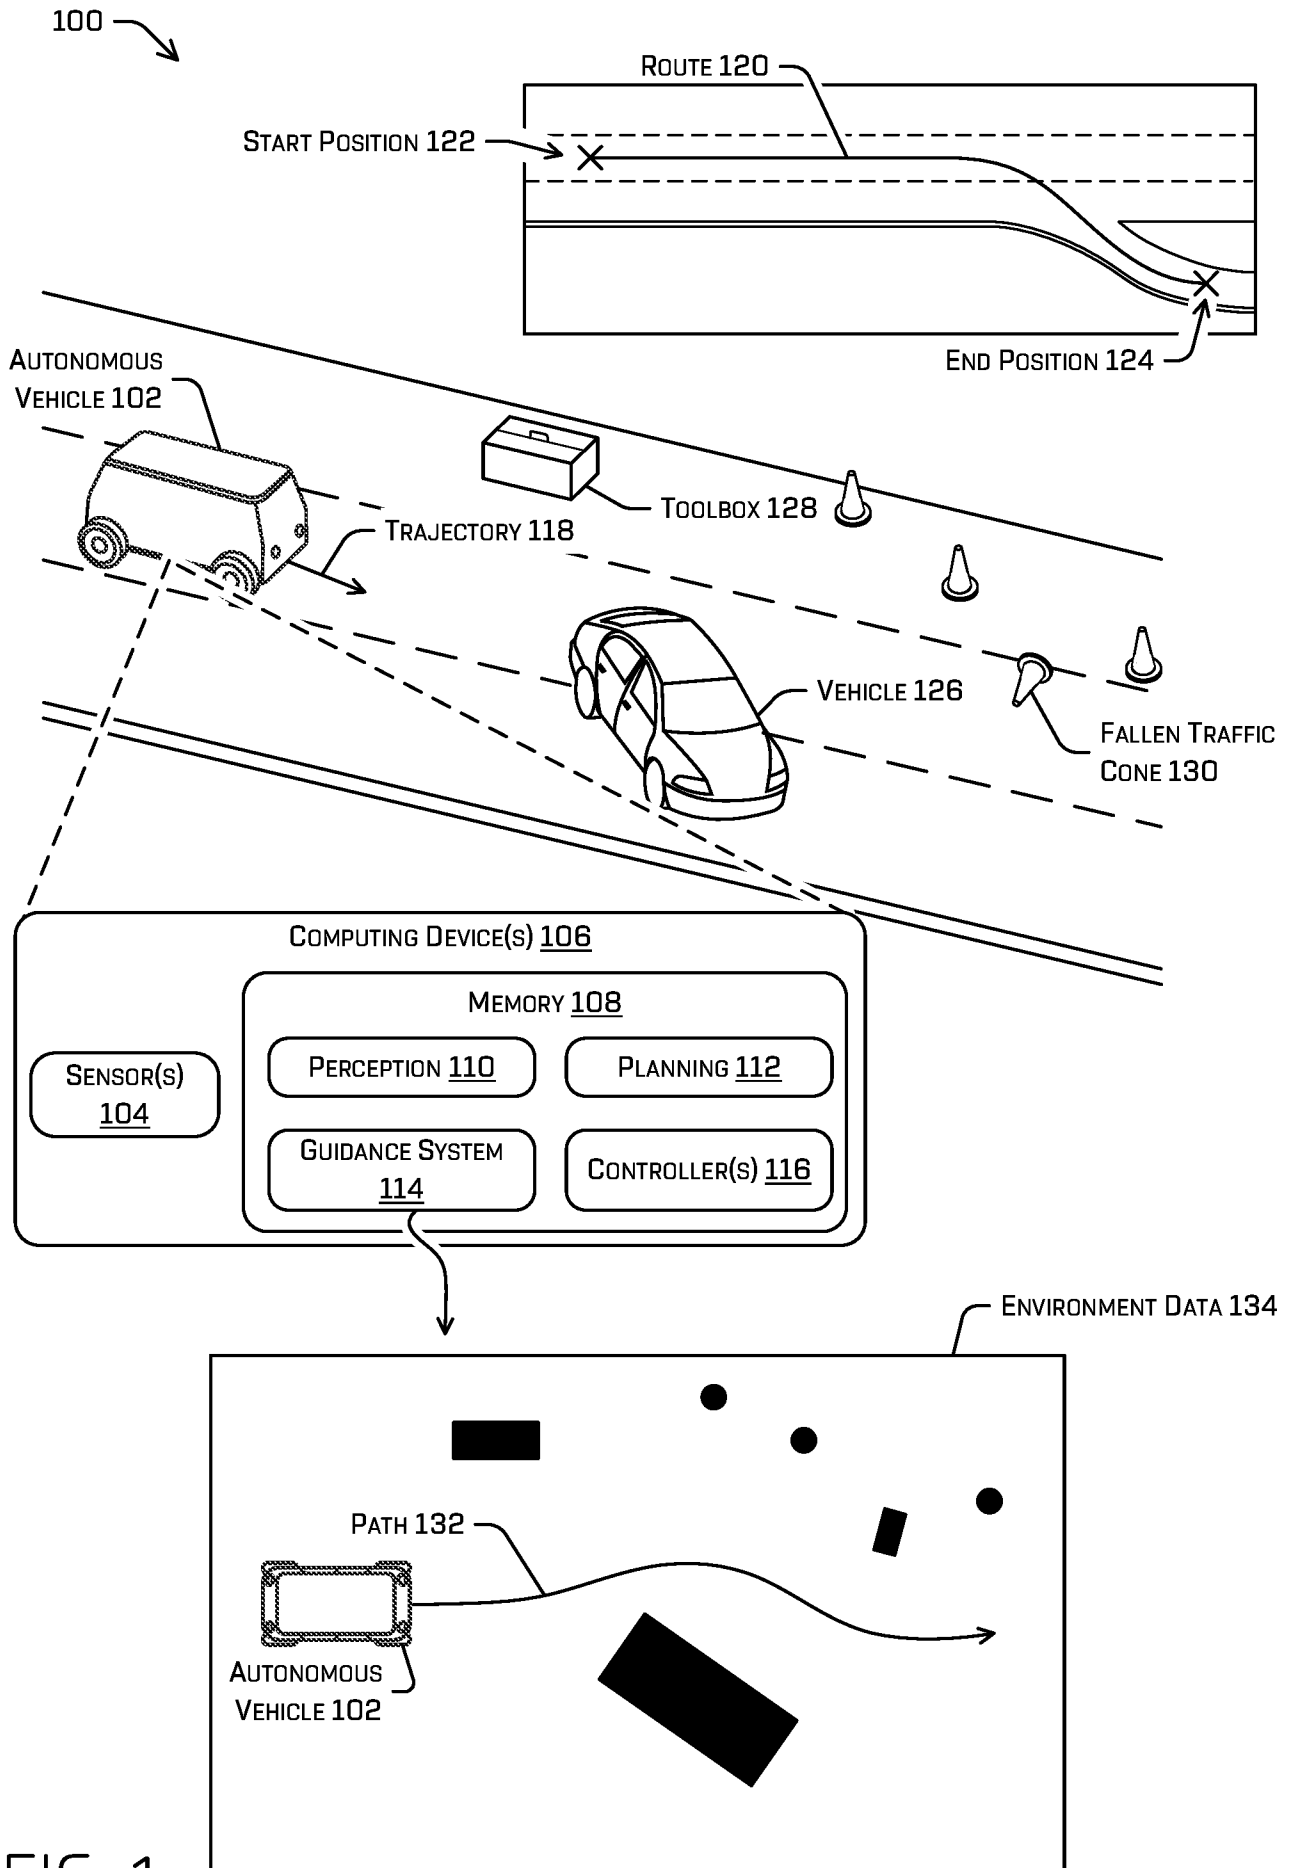 100
ROUTE 120
START POSITION 122
END POSITION 124
AUTONOMOUS
VEHICLE 102
TOOLBOX 128
TRAJECTORY 118
VEHICLE 126
FALLEN TRAFFIC
CONE 130
COMPUTING DEVICE(S) 106
MEMORY 108
SENSOR(S)
104
PERCEPTION 110
PLANNING 112
GUIDANCE SYSTEM
114
CONTROLLER(S) 116
ENVIRONMENT DATA 134
PATH 132
AUTONOMOUS
VEHICLE 102
FIG. 1